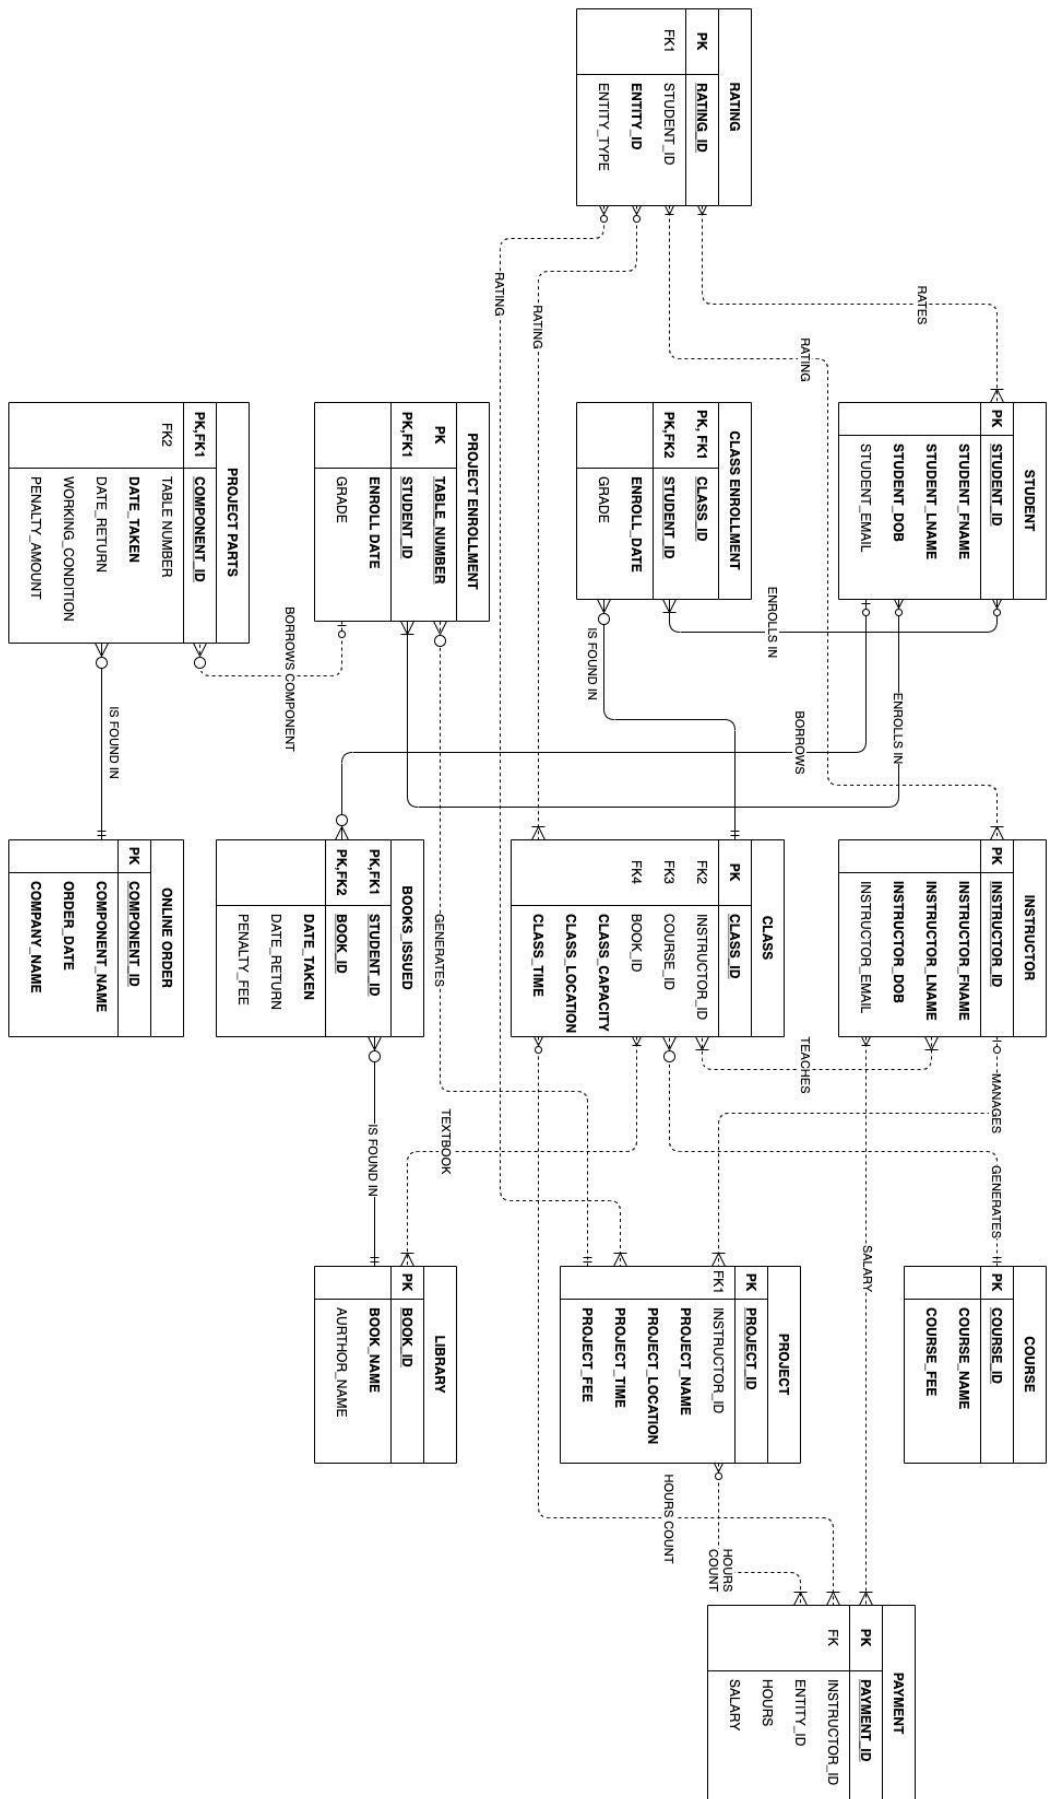 RATING
PK RATING_ID
FK1 STUDENT_ID
ENTITY_ID
ENTITY_TYPE
RATES
RATING
RATING
RATING
STUDENT
PK STUDENT_ID
STUDENT_FNAME
STUDENT_LNAME
STUDENT_DOB
STUDENT_EMAIL
CLASS ENROLLMENT
PK, FK1 CLASS_ID
PK,FK2 STUDENT_ID
ENROLL_DATE
GRADE
PROJECT ENROLLMENT
PK TABLE_NUMBER
PK,FK1 STUDENT_ID
ENROLL DATE
GRADE
PROJECT PARTS
PK,FK1 COMPONENT_ID
FK2 TABLE NUMBER
DATE_TAKEN
DATE_RETURN
WORKING_CONDITION
PENALTY_AMOUNT
ENROLLS IN
IS FOUND IN
ENROLLS IN
BORROWS
BORROWS COMPONENT
IS FOUND IN
INSTRUCTOR
PK INSTRUCTOR_ID
INSTRUCTOR_FNAME
INSTRUCTOR_LNAME
INSTRUCTOR_DOB
INSTRUCTOR_EMAIL
CLASS
PK CLASS_ID
FK2 INSTRUCTOR_ID
FK3 COURSE_ID
FK4 BOOK_ID
CLASS_CAPACITY
CLASS_LOCATION
CLASS_TIME
BOOKS_ISSUED
PK,FK1 STUDENT_ID
PK,FK2 BOOK_ID
DATE_TAKEN
DATE_RETURN
PENALTY_FEE
ONLINE ORDER
PK COMPONENT_ID
COMPONENT_NAME
ORDER_DATE
COMPANY_NAME
GENERATES
TEACHES
MANAGES
TEXTBOOK
IS FOUND IN
GENERATES
SALARY
COURSE
PK COURSE_ID
COURSE_NAME
COURSE_FEE
PROJECT
PK PROJECT_ID
FK1 INSTRUCTOR_ID
PROJECT_NAME
PROJECT_LOCATION
PROJECT_TIME
PROJECT_FEE
LIBRARY
PK BOOK_ID
BOOK_NAME
AURTHOR_NAME
HOURS COUNT
HOURS
COUNT
PAYMENT
PK PAYMENT_ID
FK INSTRUCTOR_ID
ENTITY_ID
HOURS
SALARY